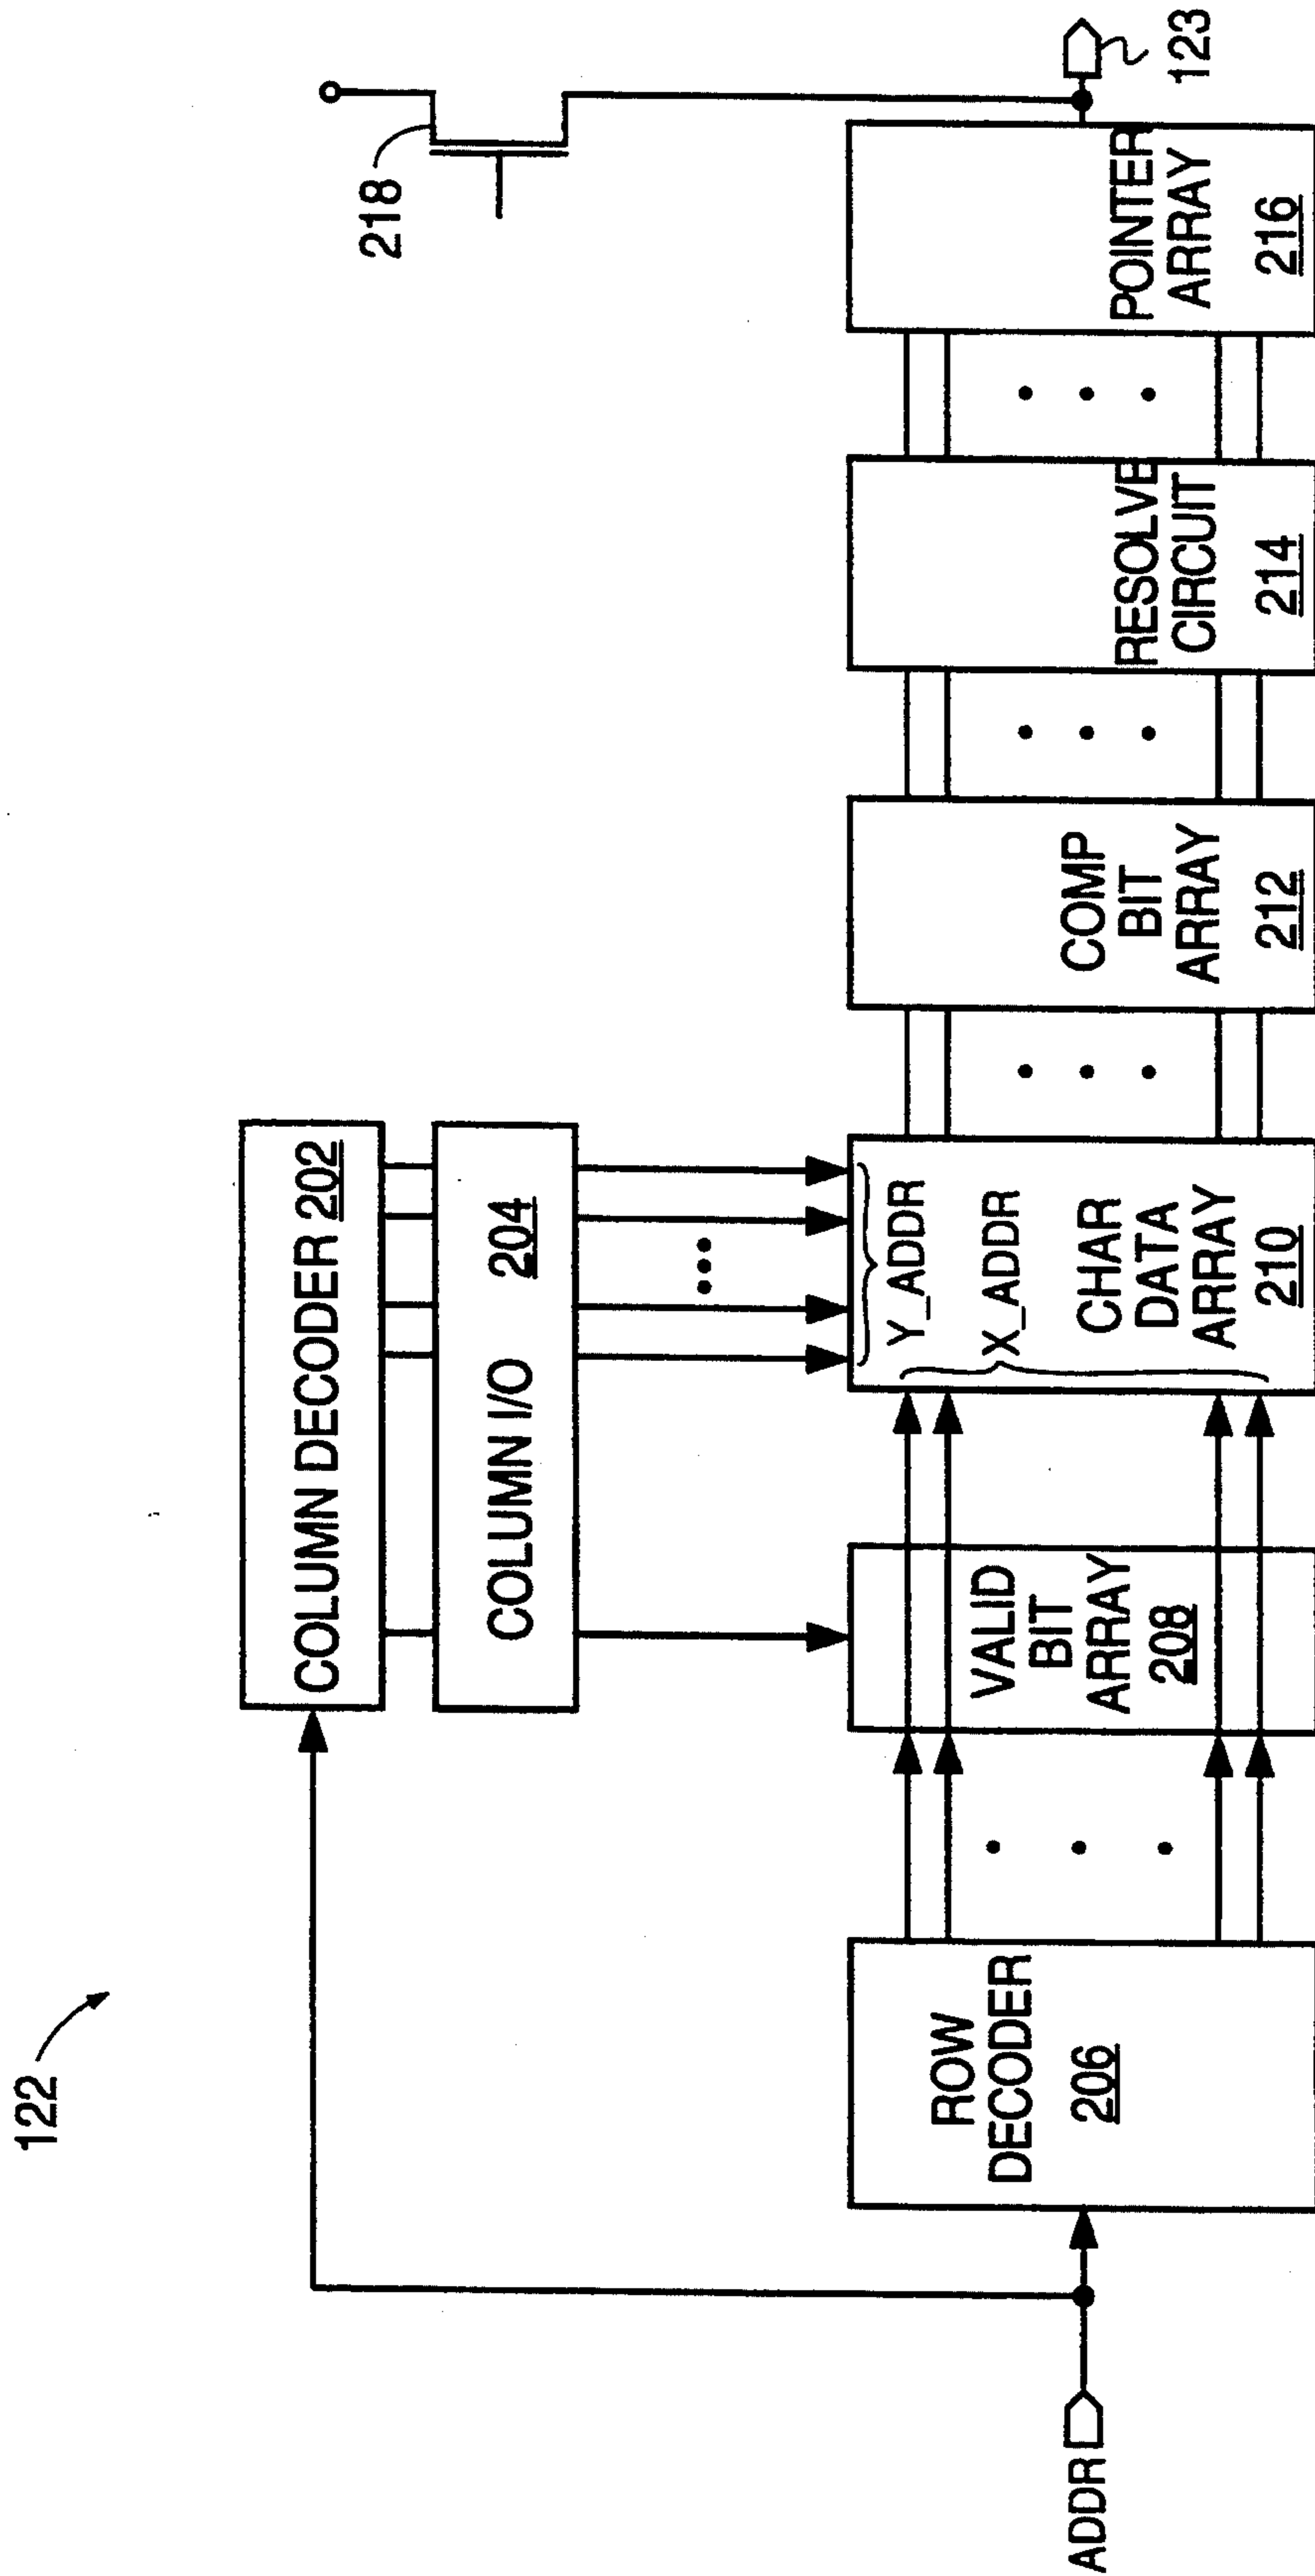 122
COLUMN DECODER 202
COLUMN I/O 204
218
123
ADDR
ROW
DECODER
206
VALID
BIT
ARRAY
208
Y_ADDR
X_ADDR
CHAR
DATA
ARRAY
210
COMP
BIT
ARRAY
212
RESOLVE
CIRCUIT
214
POINTER
ARRAY
216